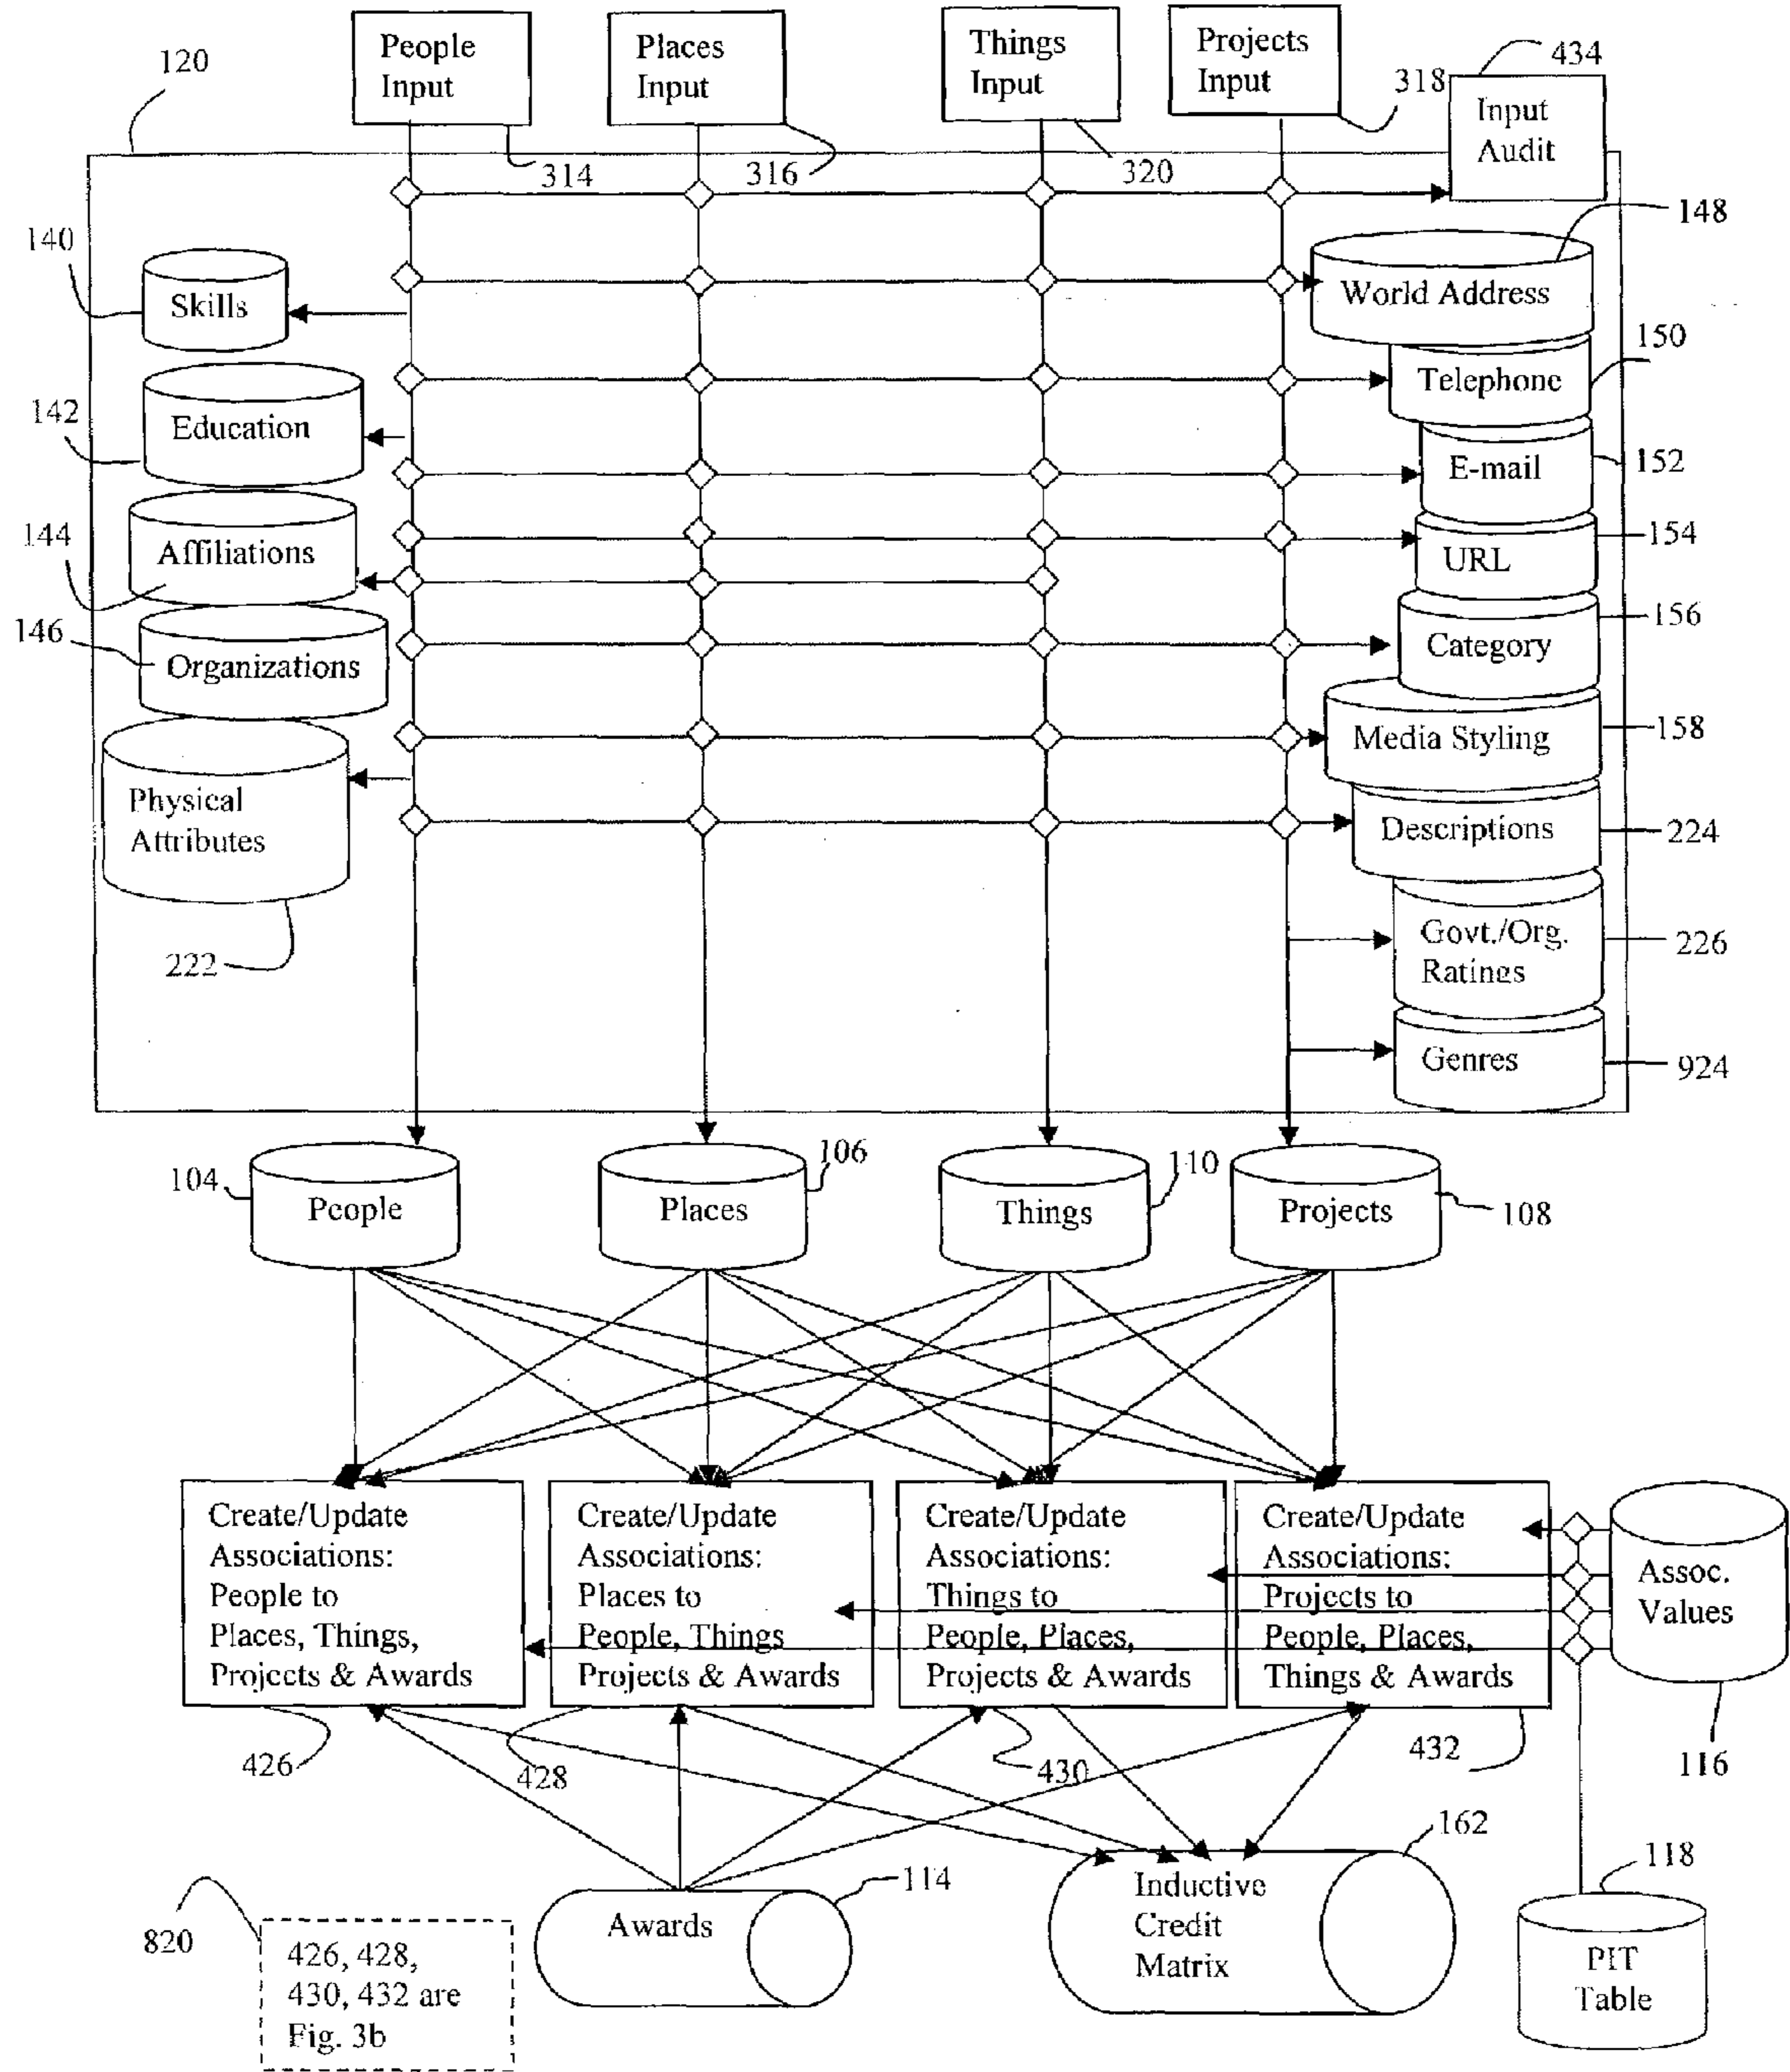 People
Input
Places
Input
Things
Input
Projects
Input
434
120
318
Input
Audit
314
316
320
148
140
Skills
World Address
150
Telephone
142
Education
E-mail
152
144
Affiliations
154
URL
146
156
Organizations
Category
158
Media Styling
Physical
Attributes
Descriptions
224
222
Govt./Org.
Ratings
226
Genres
924
104
People
106
Places
110
Things
Projects
108
Create/Update
Associations:
People to
Places, Things,
Projects & Awards
Create/Update
Associations:
Places to
People, Things
Projects & Awards
Create/Update
Associations:
Things to
People, Places,
Projects & Awards
Create/Update
Associations:
Projects to
People, Places,
Things & Awards
Assoc.
Values
426
428
430
432
116
162
118
114
Awards
Inductive
Credit
Matrix
820
426, 428,
430, 432 are
Fig. 3b
PIT
Table